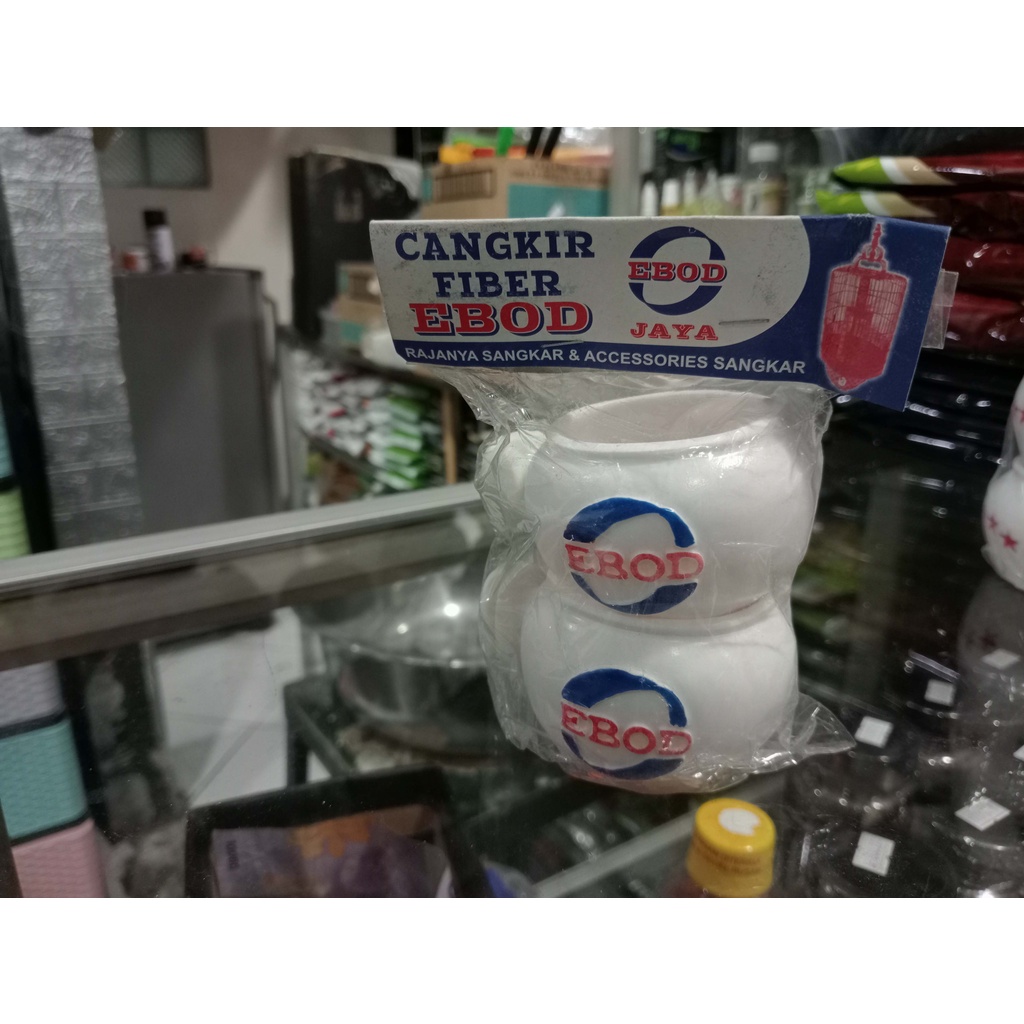 CANGKIR
FIBER
EBOD
EBOD
JAYA
RAJANYA SANGKAR & ACCESSORIES SANGKAR
EBOD
EBOD